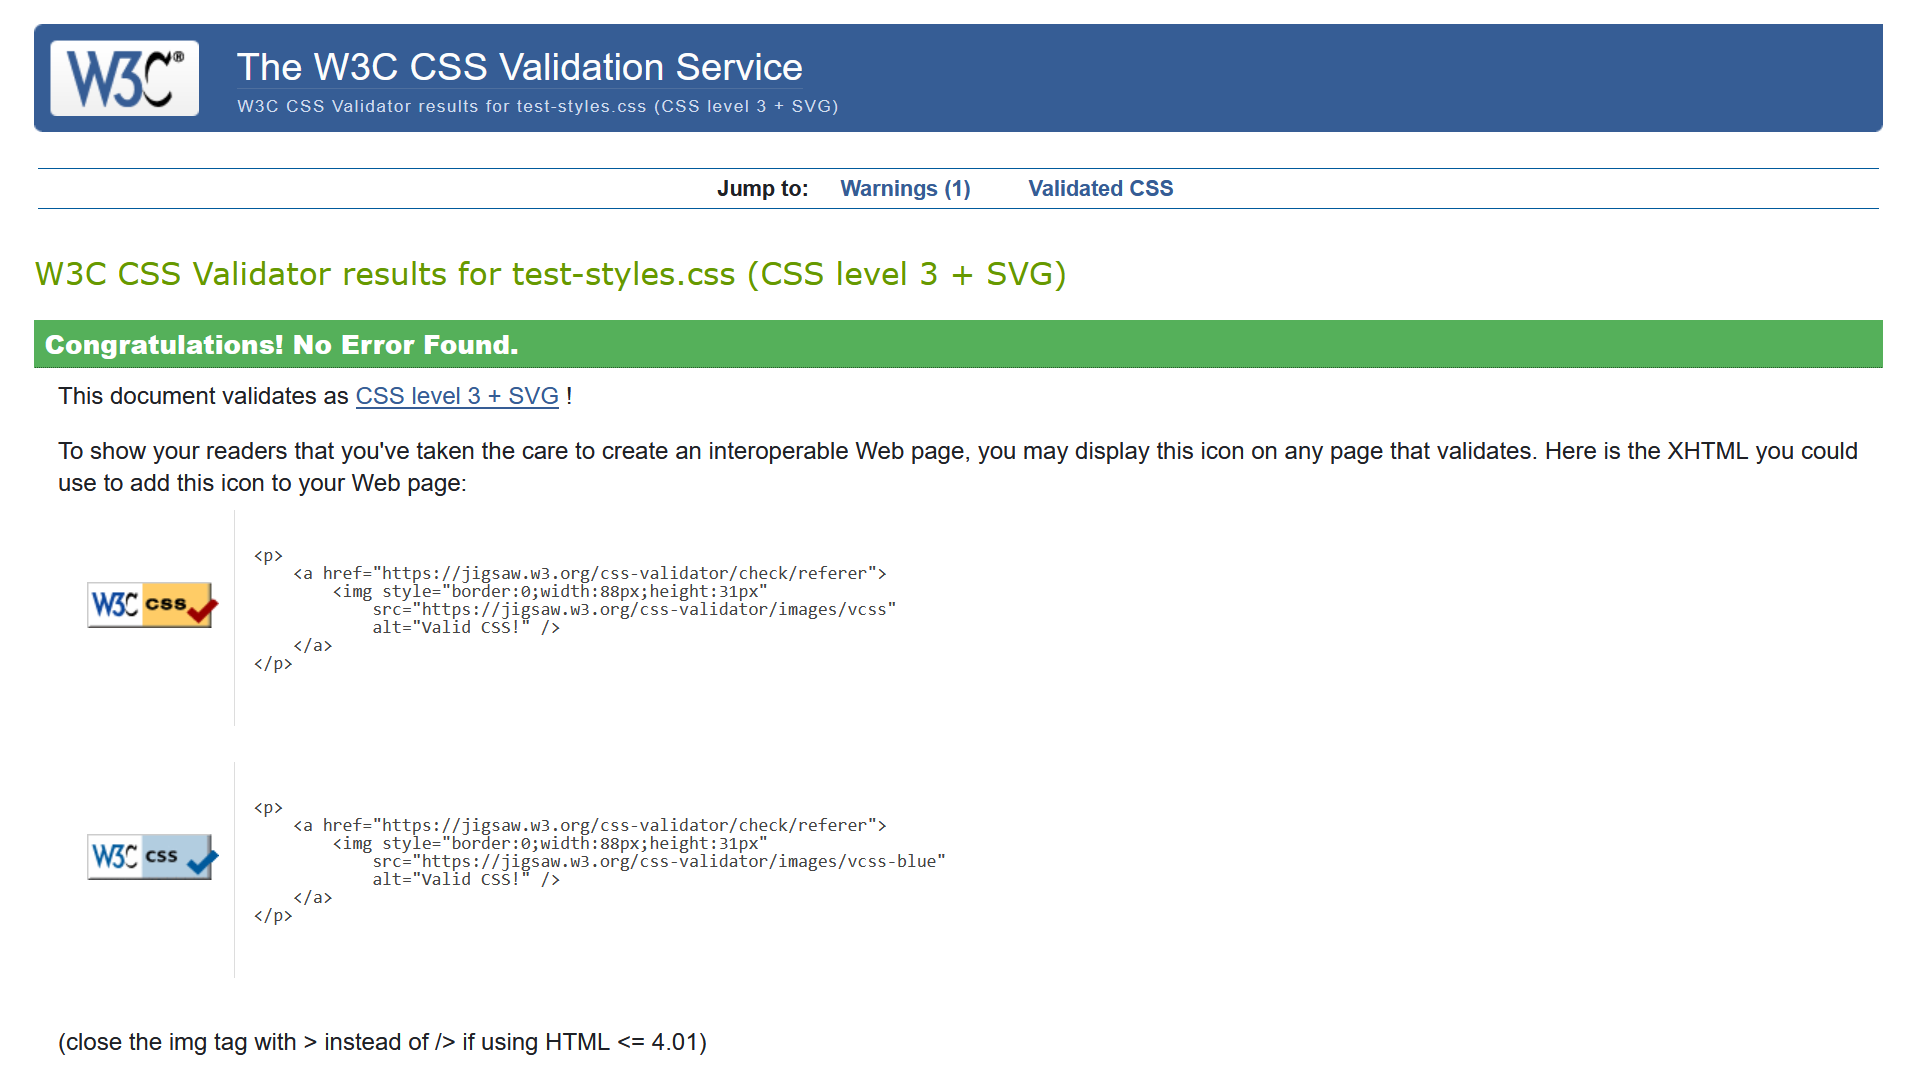 W3C®
The W3C CSS Validation Service
W3C CSS Validator results for test-styles.css (CSS level 3 + SVG)
Jump to: Warnings (1) Validated CSS
W3C CSS Validator results for test-styles.css (CSS level 3 + SVG)
Congratulations! No Error Found.
This document validates as CSS level 3 + SVG !
To show your readers that you've taken the care to create an interoperable Web page, you may display this icon on any page that validates. Here is the XHTML you could
use to add this icon to your Web page:
W3C css
<p>
    <a href="https://jigsaw.w3.org/css-validator/check/referer">
        <img style="border:0;width:88px;height:31px"
            src="https://jigsaw.w3.org/css-validator/images/vcss"
            alt="Valid CSS!" />
    </a>
</p>
W3C css
<p>
    <a href="https://jigsaw.w3.org/css-validator/check/referer">
        <img style="border:0;width:88px;height:31px"
            src="https://jigsaw.w3.org/css-validator/images/vcss-blue"
            alt="Valid CSS!" />
    </a>
</p>
(close the img tag with > instead of /> if using HTML <= 4.01)